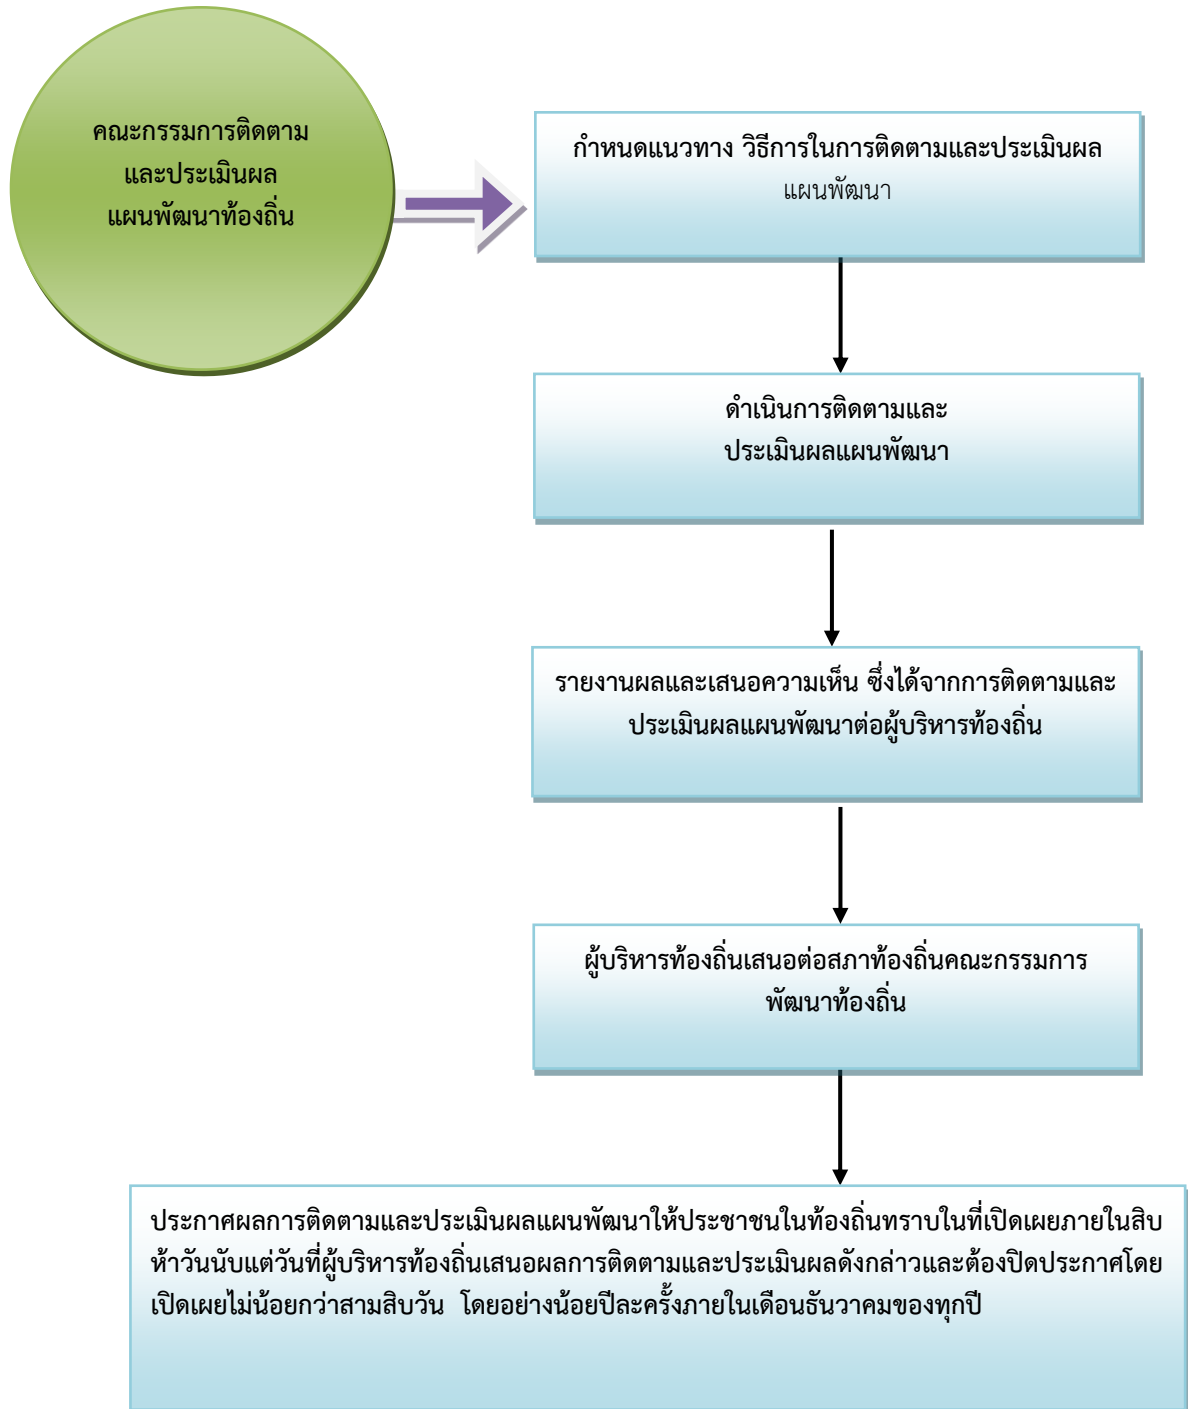 คณะกรรมการติดตาม
และประเมินผล
แผนพัฒนาท้องถิ่น
กำหนดแนวทาง วิธีการในการติดตามและประเมินผล
แผนพัฒนา
ดำเนินการติดตามและ
ประเมินผลแผนพัฒนา
รายงานผลและเสนอความเห็น ซึ่งได้จากการติดตามและ
ประเมินผลแผนพัฒนาต่อผู้บริหารท้องถิ่น
ผู้บริหารท้องถิ่นเสนอต่อสภาท้องถิ่นคณะกรรมการ
พัฒนาท้องถิ่น
ประกาศผลการติดตามและประเมินผลแผนพัฒนาให้ประชาชนในท้องถิ่นทราบในที่เปิดเผยภายในสิบ
ห้าวันนับแต่วันที่ผู้บริหารท้องถิ่นเสนอผลการติดตามและประเมินผลดังกล่าวและต้องปิดประกาศโดย
เปิดเผยไม่น้อยกว่าสามสิบวัน โดยอย่างน้อยปีละครั้งภายในเดือนธันวาคมของทุกปี